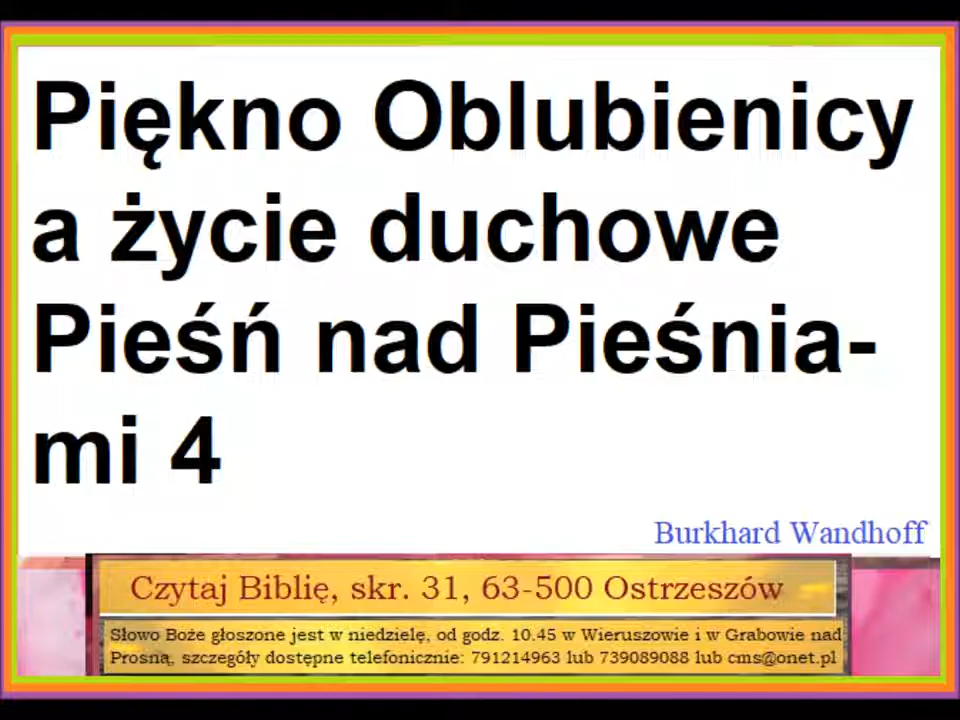 Piękno Oblubienicy
a życie duchowe
Pieśń nad Pieśnia-
mi 4
Burkhard Wandhoff
Czytaj Biblię, skr. 31, 63-500 Ostrzeszów
Słowo Boże głoszone jest w niedzielę, od godz. 10.45 w Wieruszowie i w Grabowie nad
Prosną, szczegóły dostępne telefonicznie: 791214963 lub 739089088 lub cms@onet.pl